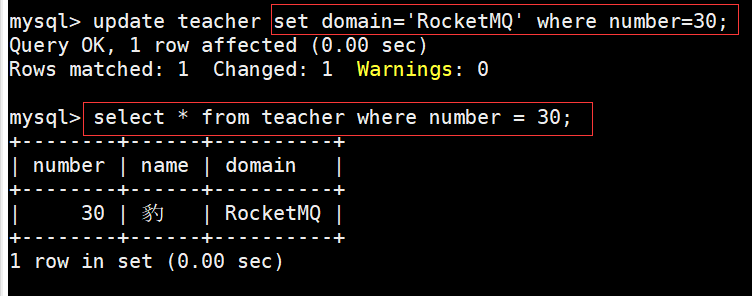 mysql> update teacher set domain='RocketMQ' where number=30;
Query OK, 1 row affected (0.00 sec)
Rows matched: 1  Changed: 1  Warnings: 0
mysql> select * from teacher where number = 30;
+--------+------+----------+
| number | name | domain   |
+--------+------+----------+
|     30 | 豹   | RocketMQ |
+--------+------+----------+
1 row in set (0.00 sec)